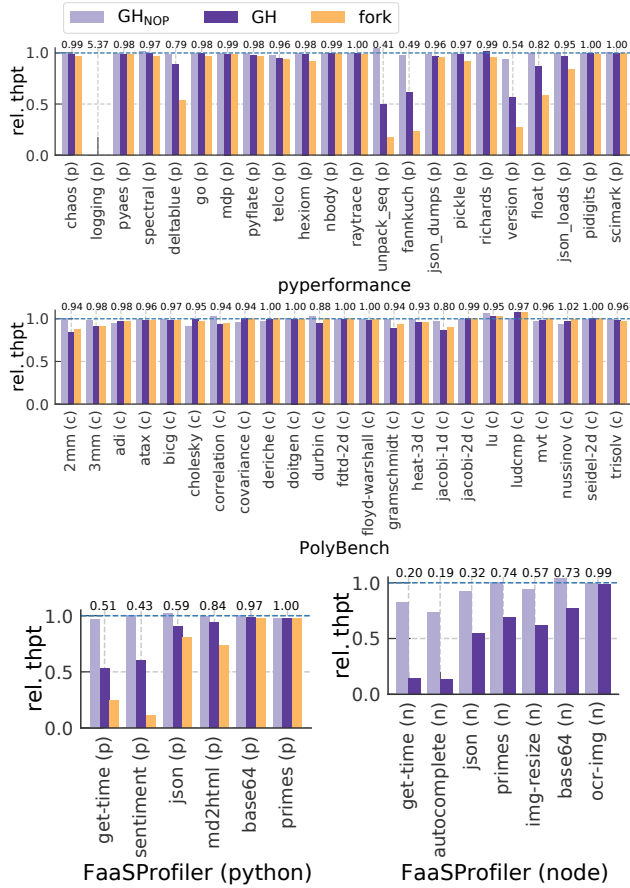 GH_NOP GH fork
0.99 5.37 0.98 0.97 0.79 0.97 0.98 0.97 0.96 0.98 1.00 1.00 0.41 0.49 0.96 0.97 0.99 0.54 0.82 0.95 1.00 1.00
rel. thpt
1.0
0.5
0.0
chaos (p)
logging (p)
pyaes (p)
spectral (p)
deltablue (p)
go (p)
mdp (p)
pyflate (p)
telco (p)
hexiom (p)
nbody (p)
raytrace (p)
unpack_seq (p)
fannkuch (p)
json_dumps (p)
pickle (p)
richards (p)
version (p)
float (p)
json_loads (p)
pidigits (p)
scimark (p)
pyperformance
0.94 0.98 0.98 0.96 0.97 0.95 0.94 0.94 1.00 1.00 0.88 1.00 1.00 0.94 0.93 0.80 0.99 0.95 0.97 0.96 1.02 1.00 0.96
rel. thpt
1.0
0.5
0.0
2mm (c)
3mm (c)
adi (c)
atax (c)
bicg (c)
cholesky (c)
correlation (c)
covariance (c)
deriche (c)
doitgen (c)
durbin (c)
fdtd-2d (c)
floyd-warshall (c)
gramschmidt (c)
heat-3d (c)
jacobi-1d (c)
jacobi-2d (c)
lu (c)
ludcmp (c)
mvt (c)
nussinov (c)
seidel-2d (c)
trisolv (c)
PolyBench
0.51 0.43 0.59 0.84 0.97 1.00
rel. thpt
1.0
0.5
0.0
get-time (p)
sentiment (p)
json (p)
md2html (p)
base64 (p)
primes (p)
FaaSProfiler (python)
0.20 0.19 0.32 0.74 0.57 0.73 0.99
rel. thpt
1.0
0.5
0.0
get-time (n)
autocomplete (n)
json (n)
primes (n)
img-resize (n)
base64 (n)
ocr-img (n)
FaaSProfiler (node)